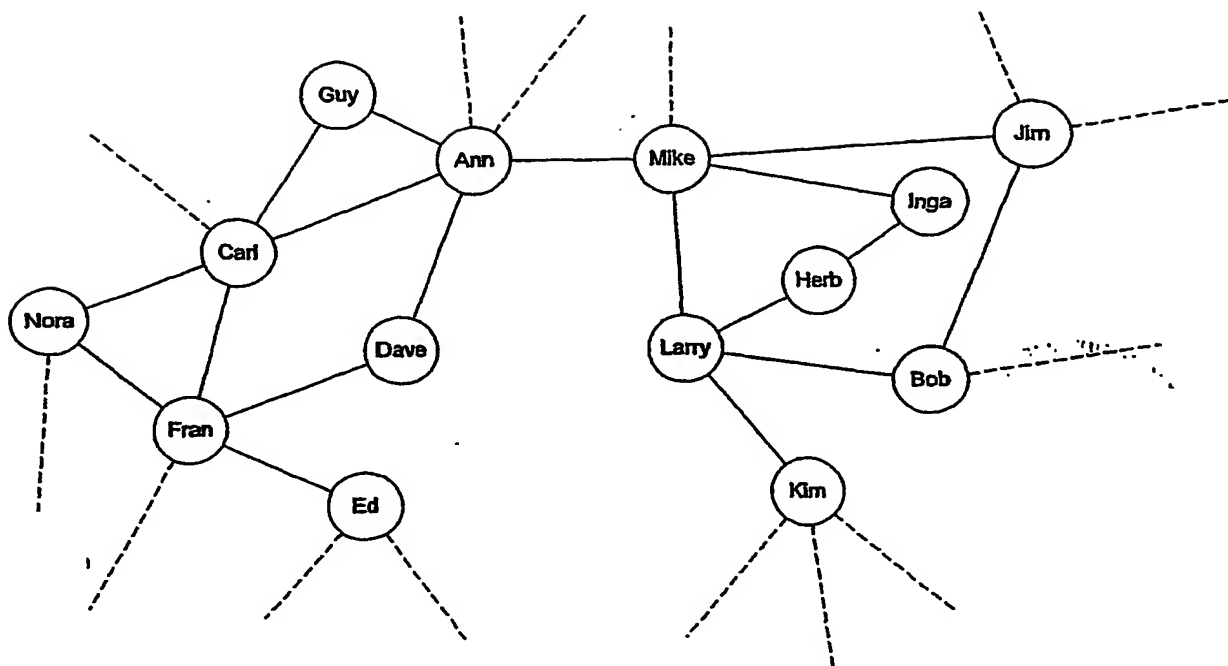 Guy
Ann
Mike
Jim
Inga
Carl
Herb
Nora
Dave
Larry
Bob
Fran
Ed
Kim